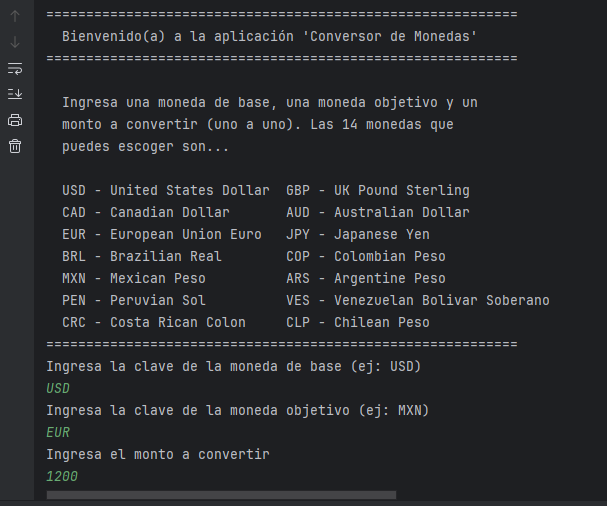 ===========================================================
Bienvenido(a) a la aplicación 'Conversor de Monedas'
===========================================================
Ingresa una moneda de base, una moneda objetivo y un
monto a convertir (uno a uno). Las 14 monedas que
puedes escoger son...
USD - United States Dollar  GBP - UK Pound Sterling
CAD - Canadian Dollar       AUD - Australian Dollar
EUR - European Union Euro   JPY - Japanese Yen
BRL - Brazilian Real        COP - Colombian Peso
MXN - Mexican Peso          ARS - Argentine Peso
PEN - Peruvian Sol          VES - Venezuelan Bolivar Soberano
CRC - Costa Rican Colon     CLP - Chilean Peso
===========================================================
Ingresa la clave de la moneda de base (ej: USD)
USD
Ingresa la clave de la moneda objetivo (ej: MXN)
EUR
Ingresa el monto a convertir
1200